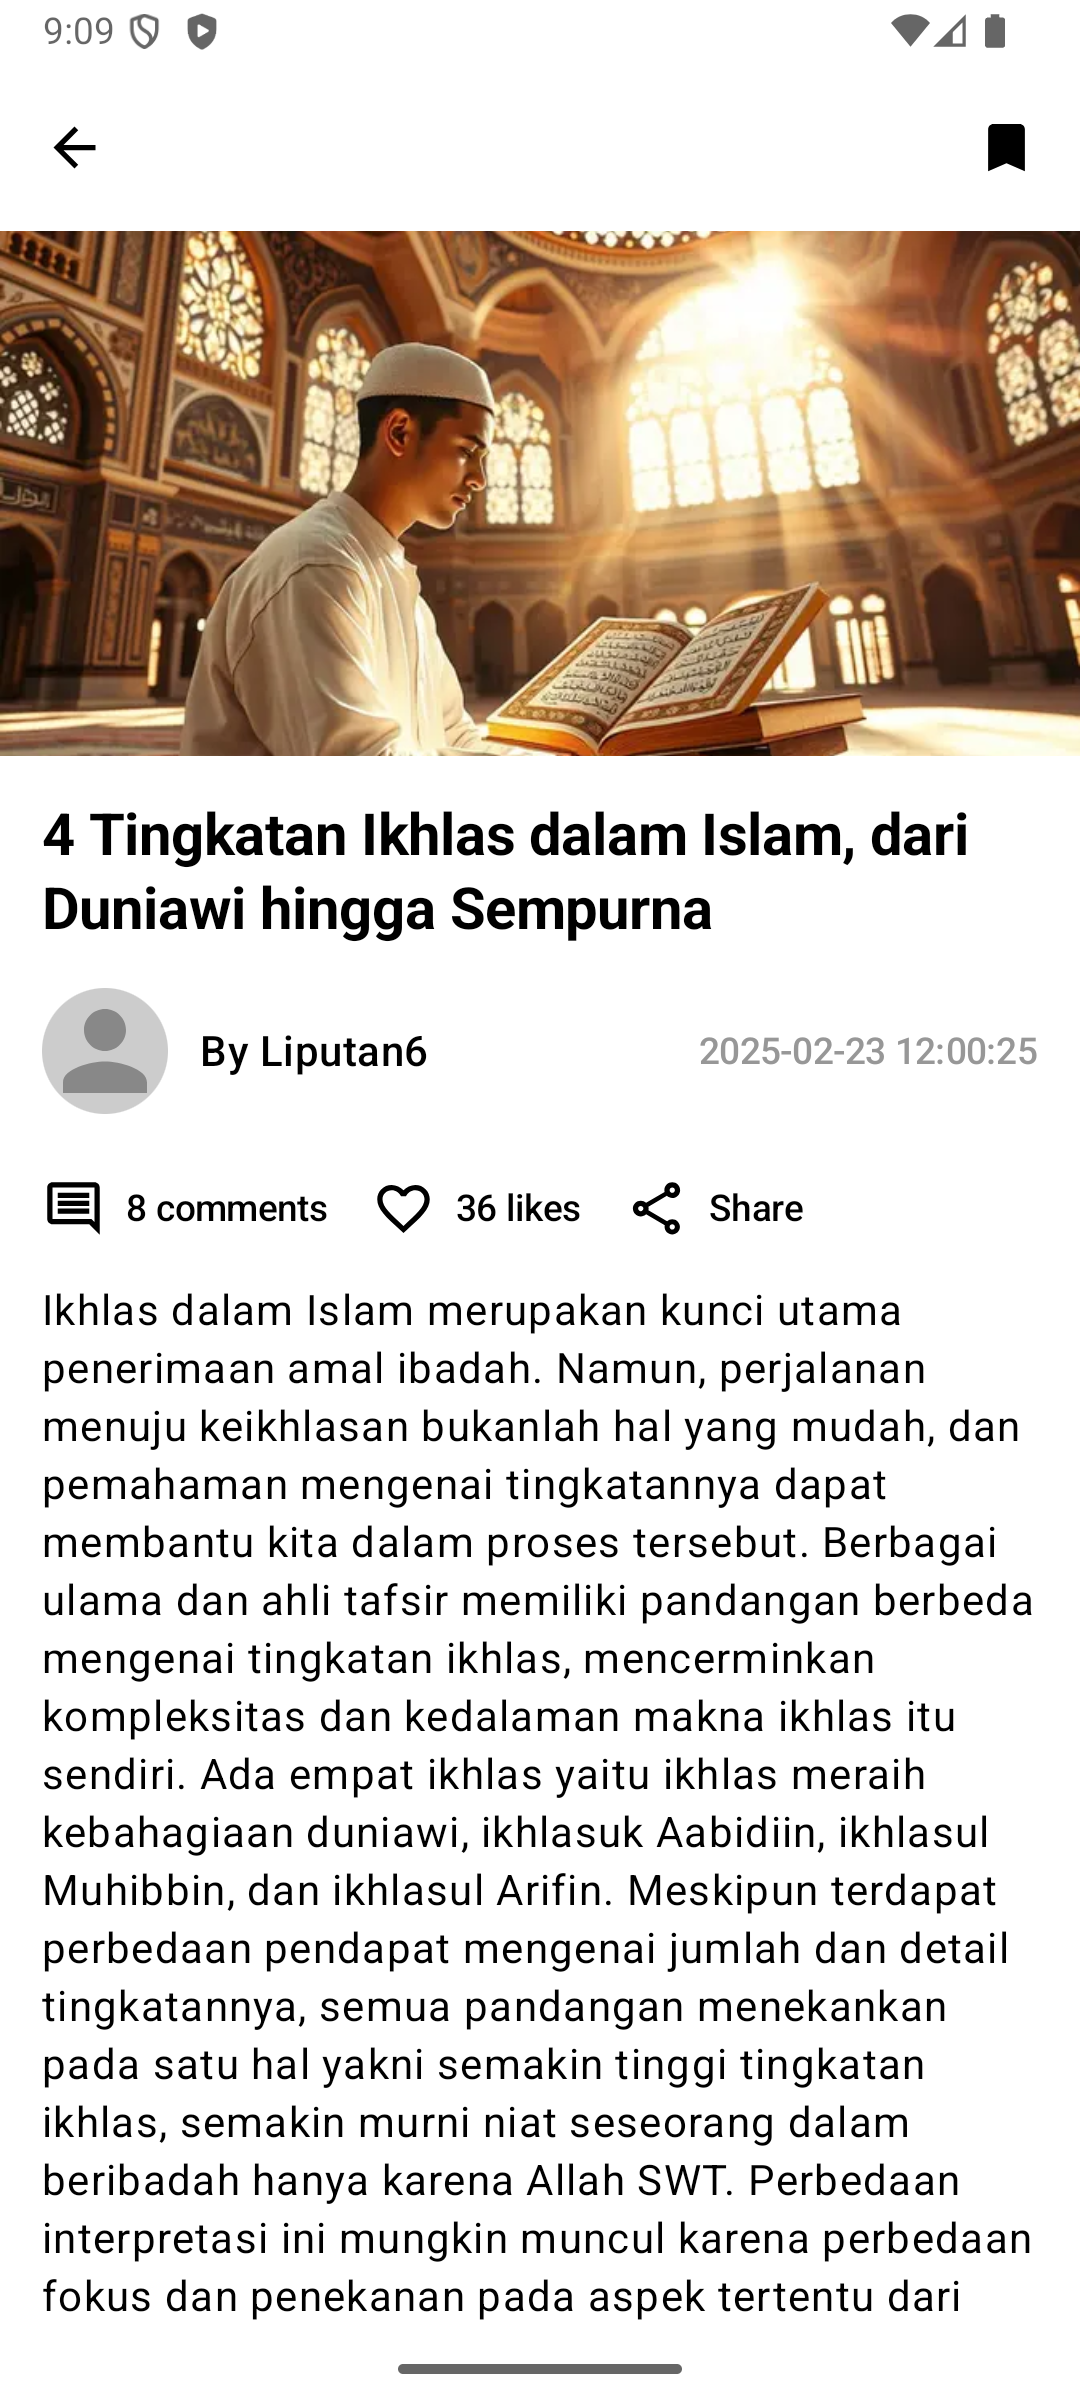 9:09
4 Tingkatan Ikhlas dalam Islam, dari
Duniawi hingga Sempurna
By Liputan6
2025-02-23 12:00:25
8 comments
36 likes
Share
Ikhlas dalam Islam merupakan kunci utama
penerimaan amal ibadah. Namun, perjalanan
menuju keikhlasan bukanlah hal yang mudah, dan
pemahaman mengenai tingkatannya dapat
membantu kita dalam proses tersebut. Berbagai
ulama dan ahli tafsir memiliki pandangan berbeda
mengenai tingkatan ikhlas, mencerminkan
kompleksitas dan kedalaman makna ikhlas itu
sendiri. Ada empat ikhlas yaitu ikhlas meraih
kebahagiaan duniawi, ikhlasuk Aabidiin, ikhlasul
Muhibbin, dan ikhlasul Arifin. Meskipun terdapat
perbedaan pendapat mengenai jumlah dan detail
tingkatannya, semua pandangan menekankan
pada satu hal yakni semakin tinggi tingkatan
ikhlas, semakin murni niat seseorang dalam
beribadah hanya karena Allah SWT. Perbedaan
interpretasi ini mungkin muncul karena perbedaan
fokus dan penekanan pada aspek tertentu dari